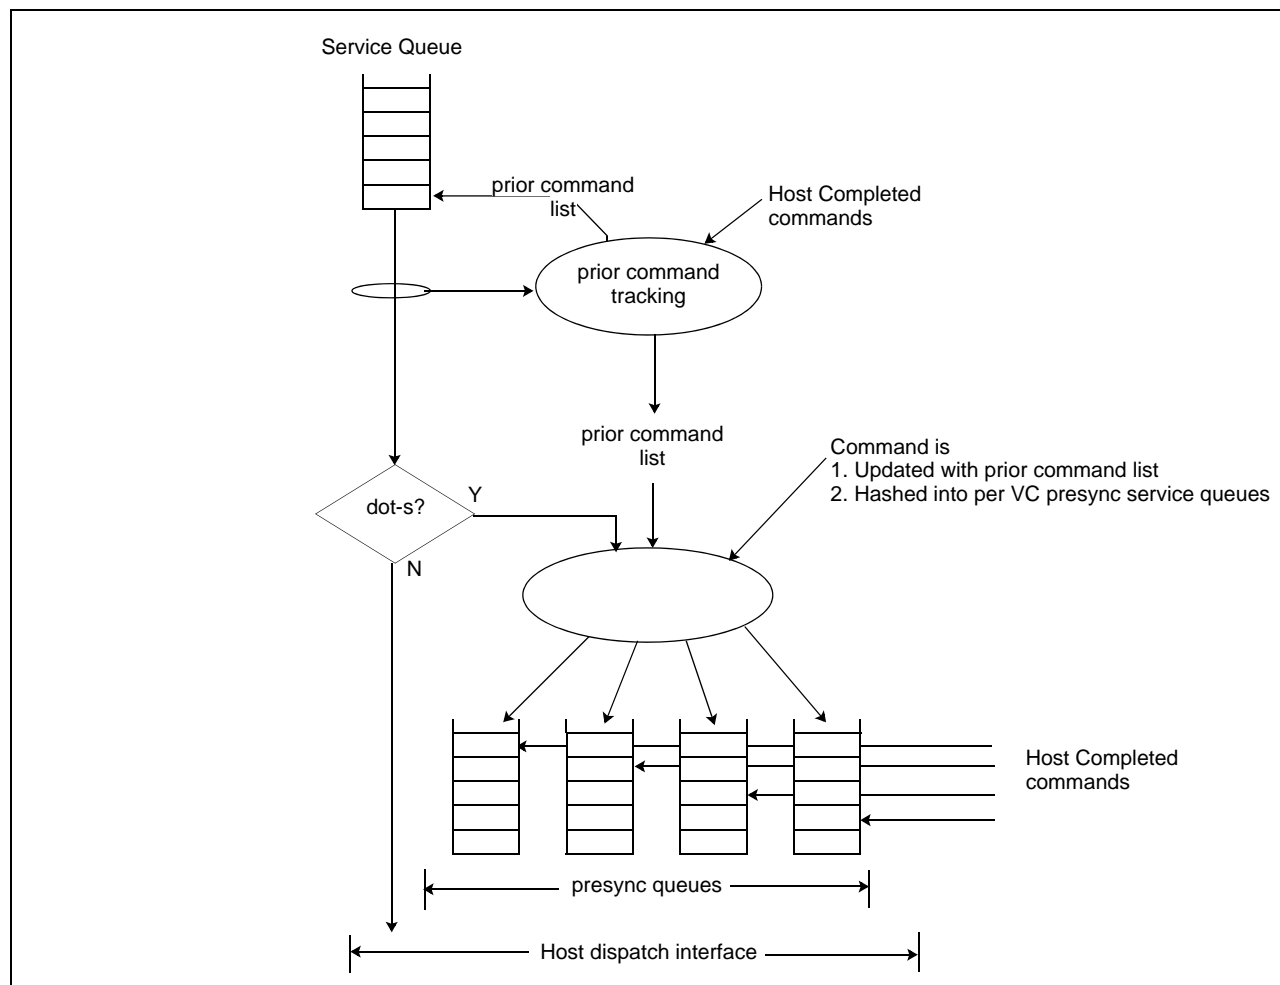 Service Queue
prior command
list
Host Completed
commands
prior command
tracking
prior command
list
Command is
1. Updated with prior command list
2. Hashed into per VC presync service queues
dot-s?
Y
N
Host Completed
commands
presync queues
Host dispatch interface